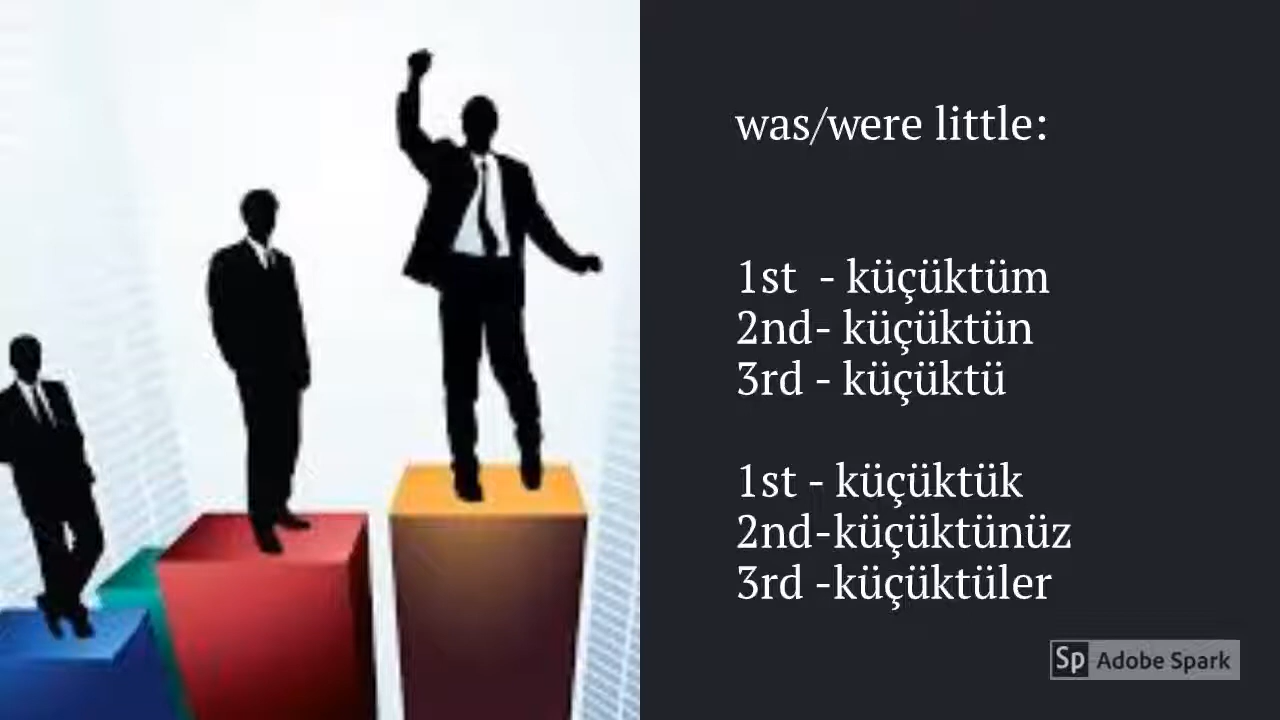 was/were little:
1st - küçüktüm
2nd- küçüktün
3rd - küçüktü
1st - küçüktük
2nd-küçüktünüz
3rd -küçüktüler
Sp Adobe Spark